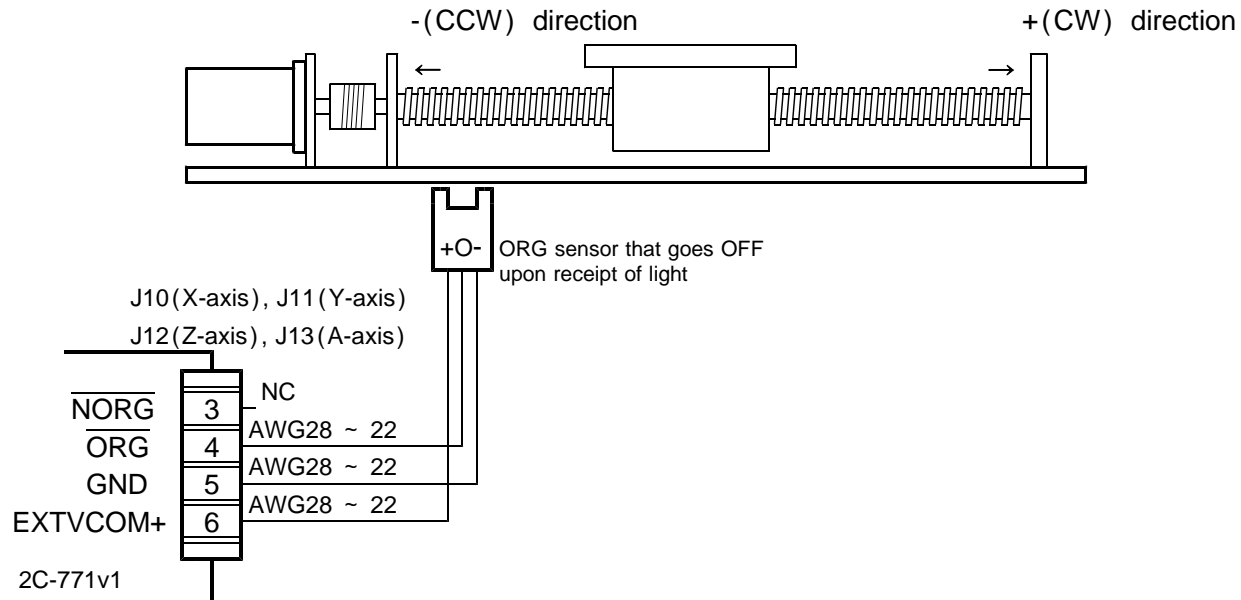 -(CCW) direction
+(CW) direction
← →
+O-
ORG sensor that goes OFF
upon receipt of light
J10(X-axis), J11(Y-axis)
J12(Z-axis), J13(A-axis)
NORG 3 NC
ORG 4 AWG28 ~ 22
GND 5 AWG28 ~ 22
EXTVCOM+ 6 AWG28 ~ 22
2C-771v1